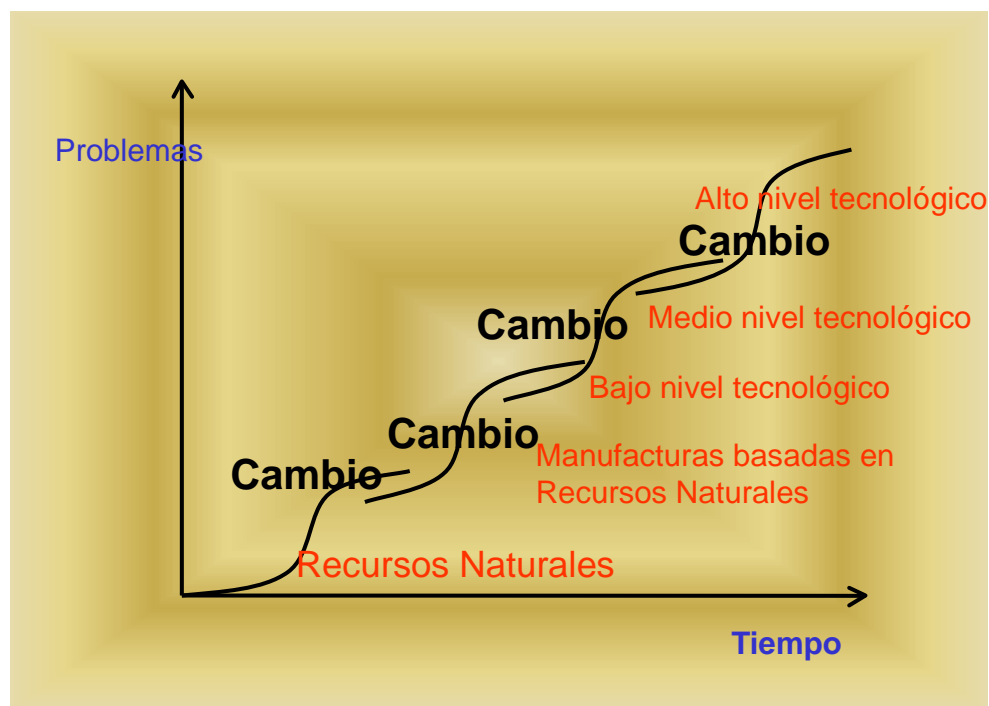 Problemas
Alto nivel tecnológico
Cambio
Medio nivel tecnológico
Cambio
Bajo nivel tecnológico
Cambio
Manufacturas basadas en
Recursos Naturales
Cambio
Recursos Naturales
Tiempo